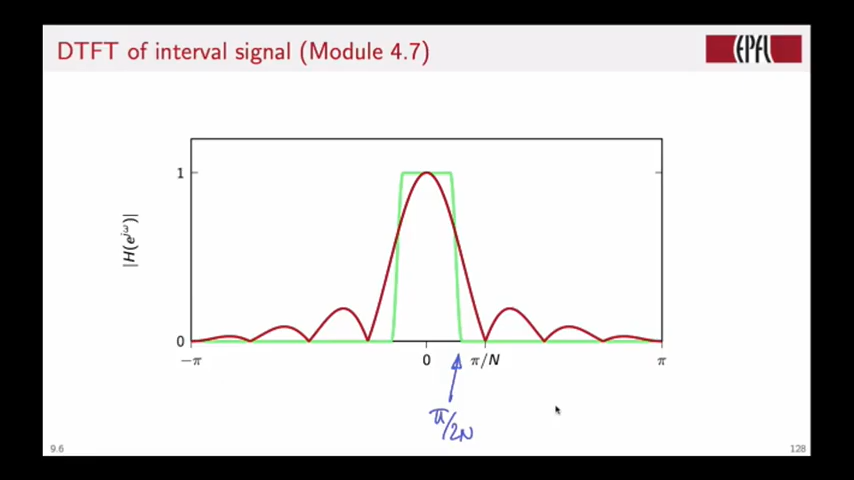 DTFT of interval signal (Module 4.7)
EPFL
1
|H(e^{jω})|
0
−π 0 π/N π
π/2N
9.6 128